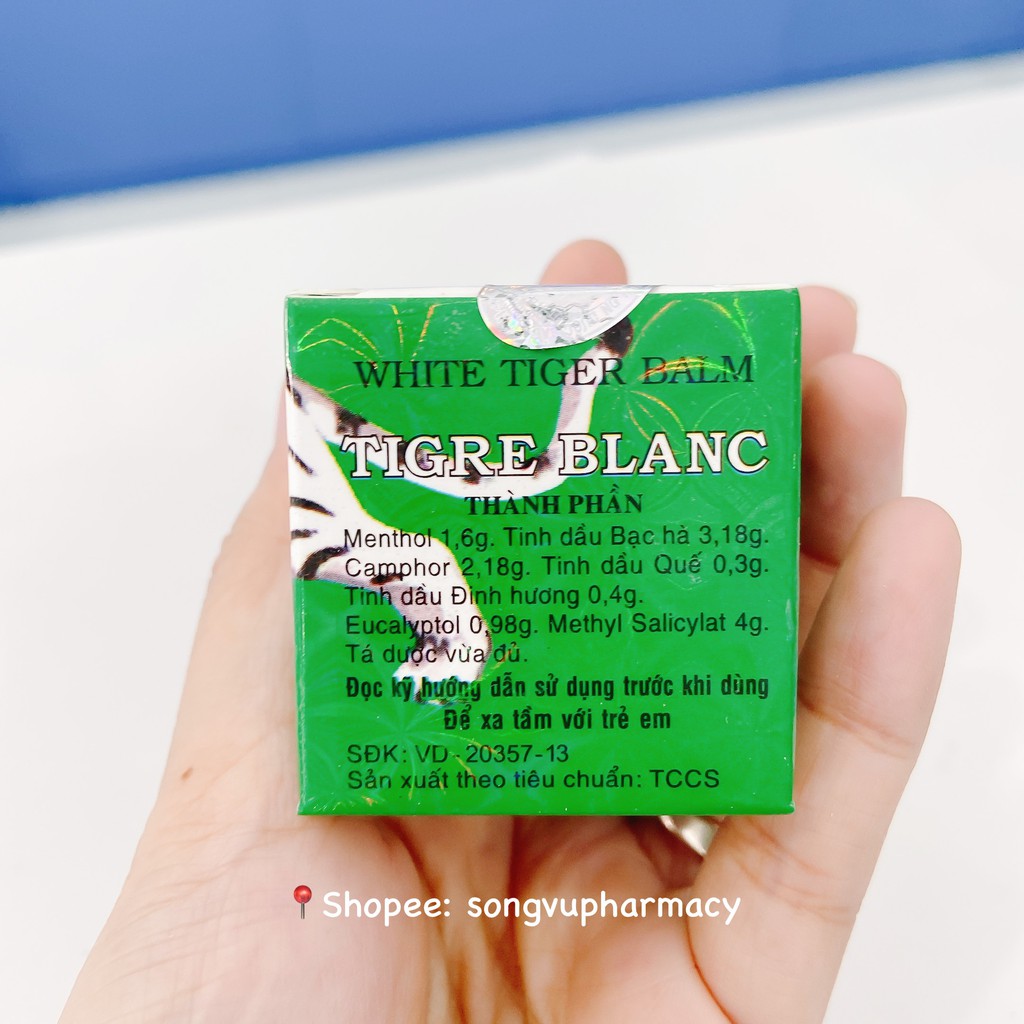 WHITE TIGER BALM
TIGRE BLANC
THÀNH PHẦN
Menthol 1,6g. Tinh dầu Bạc hà 3,18g.
Camphor 2,18g. Tinh dầu Quế 0,3g.
Tinh dầu Đinh hương 0,4g.
Eucalyptol 0,98g. Methyl Salicylat 4g.
Tá dược vừa đủ.
Đọc kỹ hướng dẫn sử dụng trước khi dùng
Để xa tầm với trẻ em
SĐK: VD-20357-13
Sản xuất theo tiêu chuẩn: TCCS
Shopee: songvupharmacy